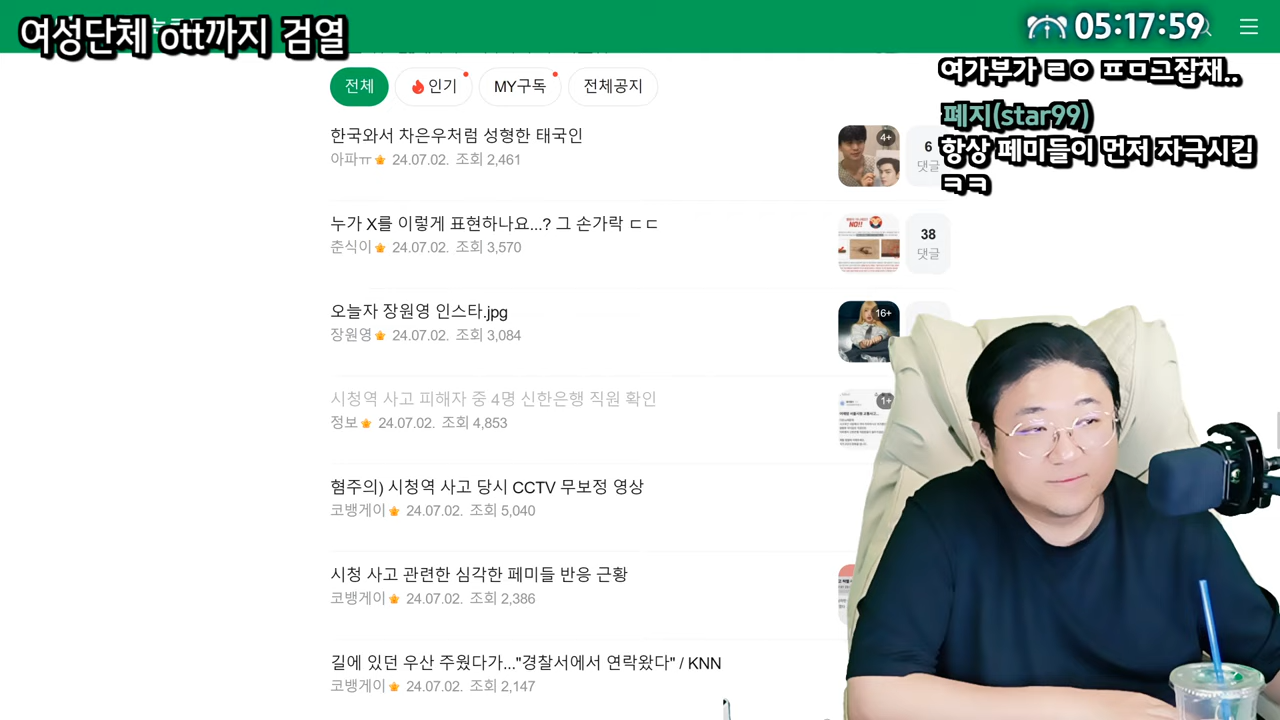 여성단체 ott까지 검열
05:17:59
여가부가 ㄹㅇ ㅍㅁ그잡채..
폐지(star99)
항상 페미들이 먼저 자극시킴
ㅋㅋ
전체
인기
MY구독
전체공지
한국와서 차은우처럼 성형한 태국인
아파ㅠ 24.07.02. 조회 2,461
4+
6
댓글
누가 X를 이렇게 표현하나요...? 그 손가락 ㄷㄷ
춘식이 24.07.02. 조회 3,570
NO!!
38
댓글
오늘자 장원영 인스타.jpg
장원영 24.07.02. 조회 3,084
16+
시청역 사고 피해자 중 4명 신한은행 직원 확인
정보 24.07.02. 조회 4,853
1+
혐주의) 시청역 사고 당시 CCTV 무보정 영상
코뱅게이 24.07.02. 조회 5,040
시청 사고 관련한 심각한 페미들 반응 근황
코뱅게이 24.07.02. 조회 2,386
길에 있던 우산 주웠다가..."경찰서에서 연락왔다" / KNN
코뱅게이 24.07.02. 조회 2,147